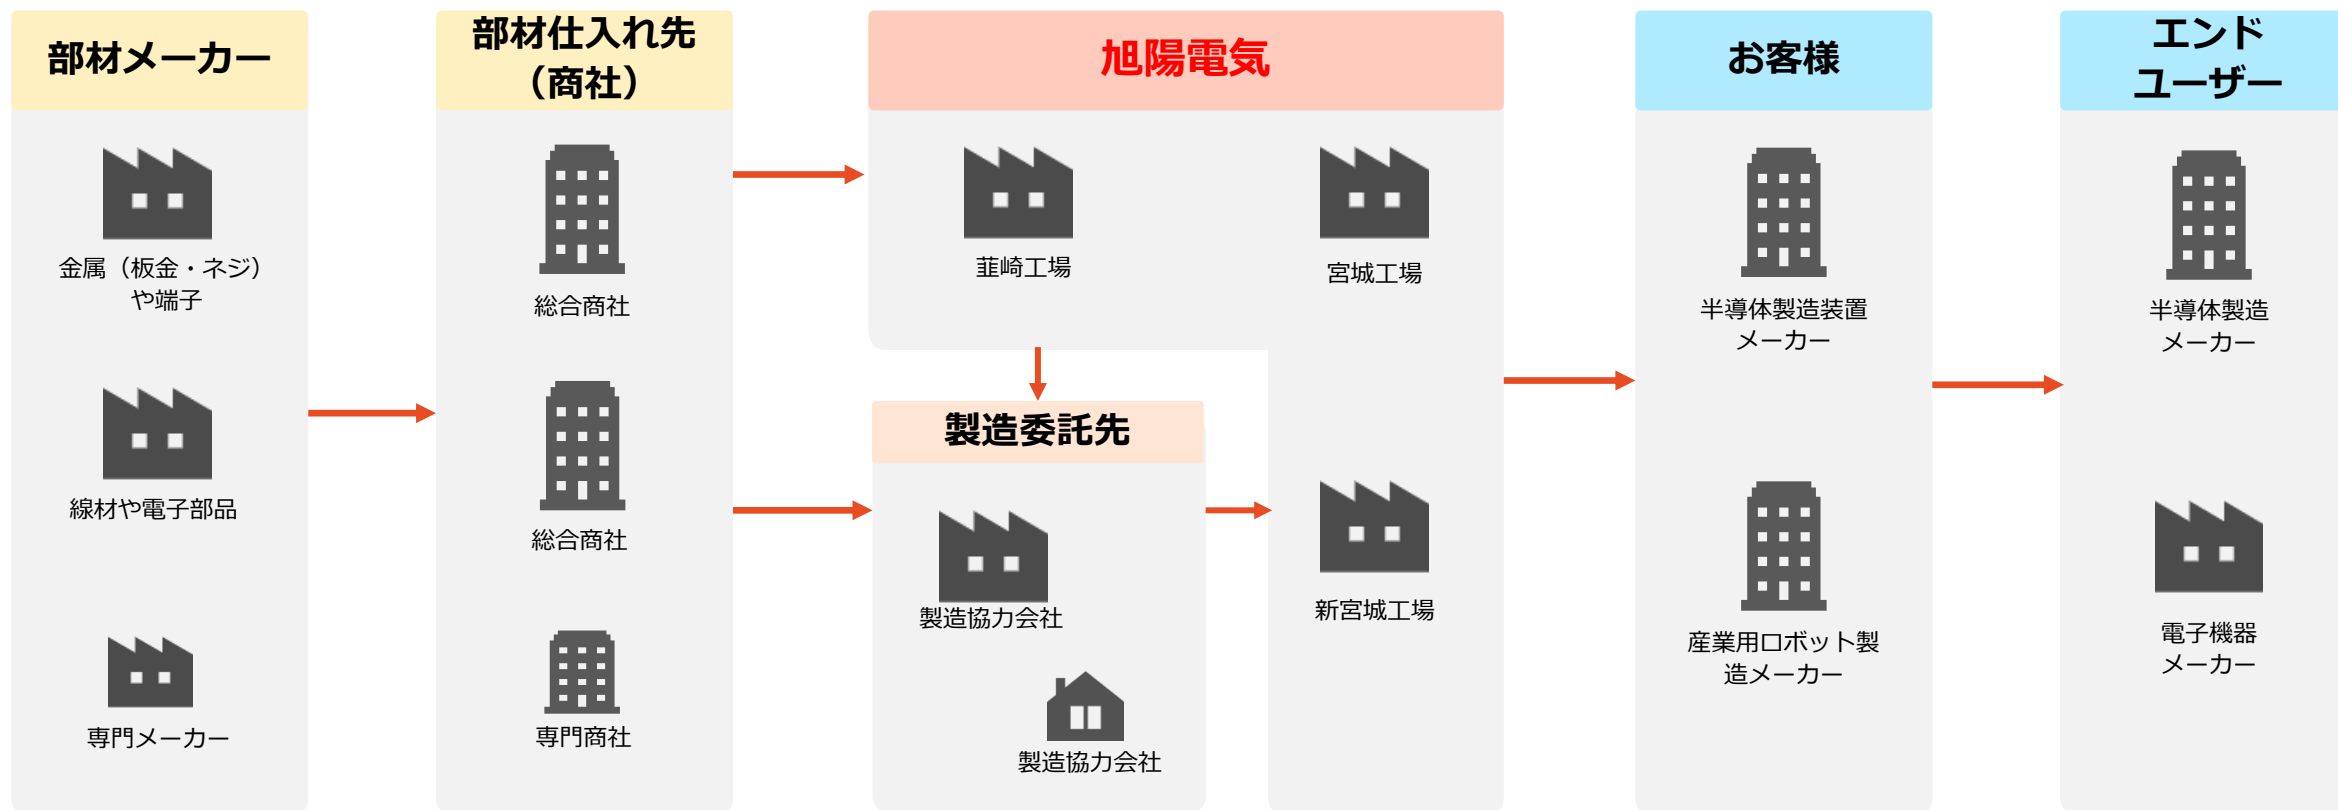 部材メーカー
金属（板金・ネジ）
や端子
線材や電子部品
専門メーカー
部材仕入れ先
（商社）
総合商社
総合商社
専門商社
旭陽電気
韮崎工場
宮城工場
製造委託先
製造協力会社
製造協力会社
新宮城工場
お客様
半導体製造装置
メーカー
産業用ロボット製
造メーカー
エンド
ユーザー
半導体製造
メーカー
電子機器
メーカー